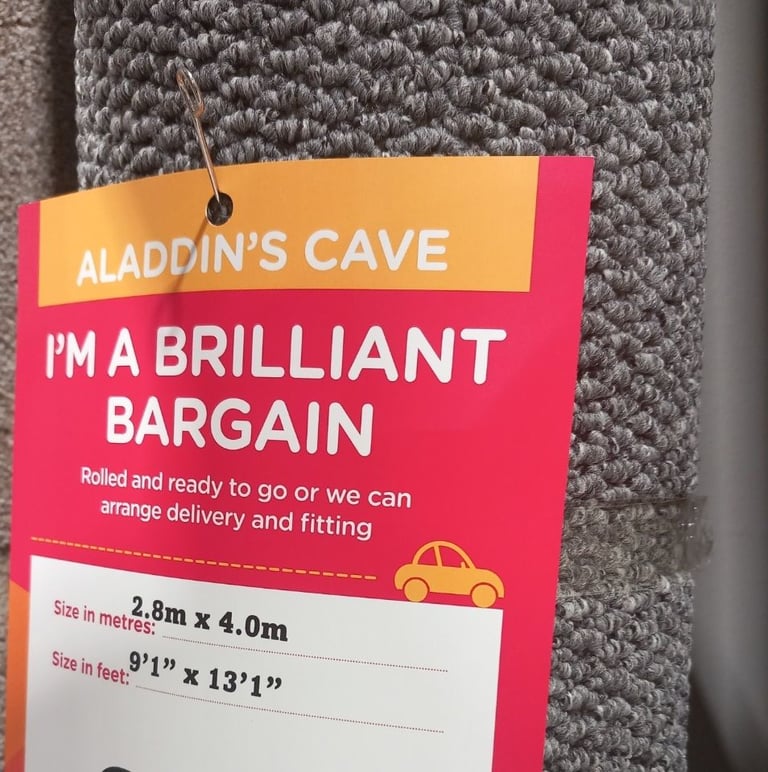 ALADDIN'S CAVE
I'M A BRILLIANT
BARGAIN
Rolled and ready to go or we can
arrange delivery and fitting
Size in metres: 2.8m x 4.0m
Size in feet: 9’1” x 13’1”